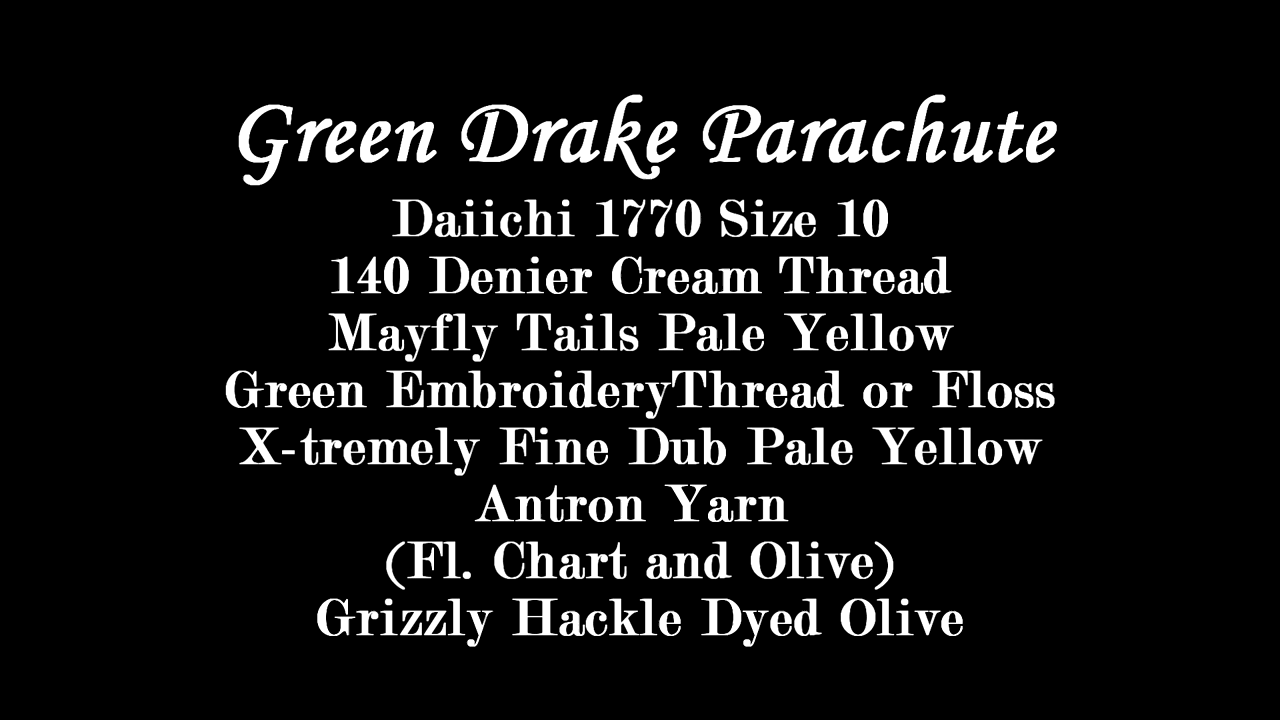 Green Drake Parachute
Daiichi 1770 Size 10
140 Denier Cream Thread
Mayfly Tails Pale Yellow
Green EmbroideryThread or Floss
X-tremely Fine Dub Pale Yellow
Antron Yarn
(Fl. Chart and Olive)
Grizzly Hackle Dyed Olive